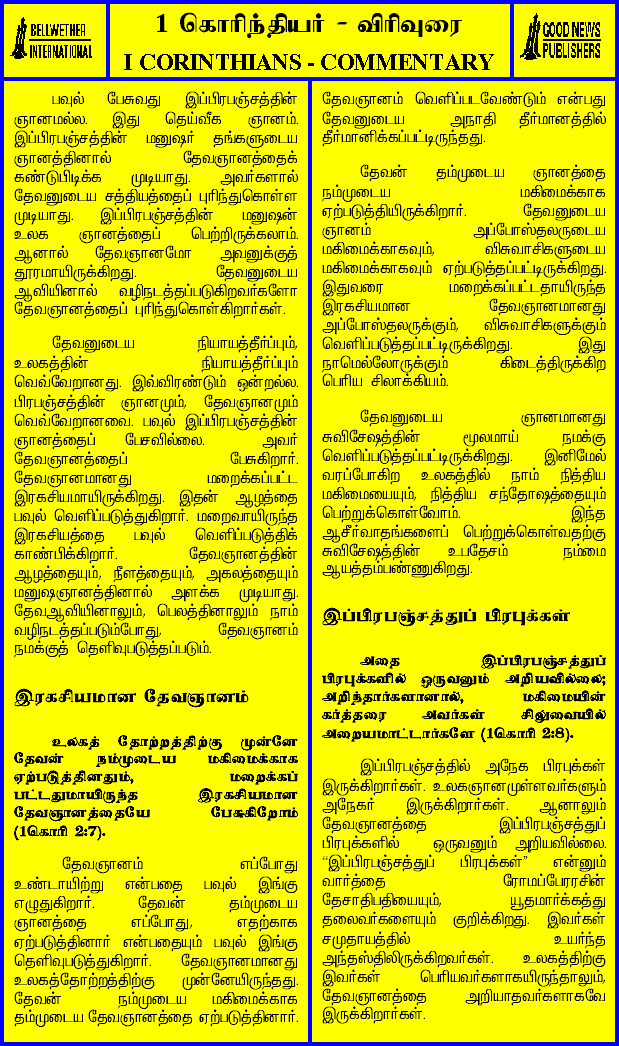 BELLWETHER
INTERNATIONAL
1 கொரிந்தியர் - விரிவுரை
I CORINTHIANS - COMMENTARY
GOOD NEWS
PUBLISHERS
பவுல் பேசுவது இப்பிரபஞ்சத்தின்
ஞானமல்ல. இது தெய்வீக ஞானம்.
இப்பிரபஞ்சத்தின் மனுஷர் தங்களுடைய
ஞானத்தினால் தேவஞானத்தைக்
கண்டுபிடிக்க முடியாது. அவர்களால்
தேவனுடைய சத்தியத்தைப் புரிந்துகொள்ள
முடியாது. இப்பிரபஞ்சத்தின் மனுஷன்
உலக ஞானத்தைப் பெற்றிருக்கலாம்.
ஆனால் தேவஞானமோ அவனுக்குத்
தூரமாயிருக்கிறது. தேவனுடைய
ஆவியினால் வழிநடத்தப்படுகிறவர்களோ
தேவஞானத்தைப் புரிந்துகொள்கிறார்கள்.
தேவனுடைய நியாயத்தீர்ப்பும்,
உலகத்தின் நியாயத்தீர்ப்பும்
வெவ்வேறானது. இவ்விரண்டும் ஒன்றல்ல.
பிரபஞ்சத்தின் ஞானமும், தேவஞானமும்
வெவ்வேறானவை. பவுல் இப்பிரபஞ்சத்தின்
ஞானத்தைப் பேசவில்லை. அவர்
தேவஞானத்தைப் பேசுகிறார்.
தேவஞானமானது மறைக்கப்பட்ட
இரகசியமாயிருக்கிறது. இதன் ஆழத்தை
பவுல் வெளிப்படுத்துகிறார். மறைவாயிருந்த
இரகசியத்தை பவுல் வெளிப்படுத்திக்
காண்பிக்கிறார். தேவஞானத்தின்
ஆழத்தையும், நீளத்தையும், அகலத்தையும்
மனுஷஞானத்தினால் அளக்க முடியாது.
தேவஆவியினாலும், பெலத்தினாலும் நாம்
வழிநடத்தப்படும்போது, தேவஞானம்
நமக்குத் தெளிவுபடுத்தப்படும்.
இரகசியமான தேவஞானம்
உலகத் தோற்றத்திற்கு முன்னே
தேவன் நம்முடைய மகிமைக்காக
ஏற்படுத்தினதும், மறைக்கப்
பட்டதுமாயிருந்த இரகசியமான
தேவஞானத்தையே பேசுகிறோம்
(1கொரி 2:7).
தேவஞானம் எப்போது
உண்டாயிற்று என்பதை பவுல் இங்கு
எழுதுகிறார். தேவன் தம்முடைய
ஞானத்தை எப்போது, எதற்காக
ஏற்படுத்தினார் என்பதையும் பவுல் இங்கு
தெளிவுபடுத்துகிறார். தேவஞானமானது
உலகத்தோற்றத்திற்கு முன்னேயிருந்தது.
தேவன் நம்முடைய மகிமைக்காக
தம்முடைய தேவஞானத்தை ஏற்படுத்தினார்.
தேவஞானம் வெளிப்படவேண்டும் என்பது
தேவனுடைய அநாதி தீர்மானத்தில்
தீர்மானிக்கப்பட்டிருந்தது.
தேவன் தம்முடைய ஞானத்தை
நம்முடைய மகிமைக்காக
ஏற்படுத்தியிருக்கிறார். தேவனுடைய
ஞானம் அப்போஸ்தலருடைய
மகிமைக்காகவும், விசுவாசிகளுடைய
மகிமைக்காகவும் ஏற்படுத்தப்பட்டிருக்கிறது.
இதுவரை மறைக்கப்பட்டதாயிருந்த
இரகசியமான தேவஞானமானது
அப்போஸ்தலருக்கும், விசுவாசிகளுக்கும்
வெளிப்படுத்தப்பட்டிருக்கிறது. இது
நாமெல்லோருக்கும் கிடைத்திருக்கிற
பெரிய சிலாக்கியம்.
தேவனுடைய ஞானமானது
சுவிசேஷத்தின் மூலமாய் நமக்கு
வெளிப்படுத்தப்பட்டிருக்கிறது. இனிமேல்
வரப்போகிற உலகத்தில் நாம் நித்திய
மகிமையையும், நித்திய சந்தோஷத்தையும்
பெற்றுக்கொள்வோம். இந்த
ஆசீர்வாதங்களைப் பெற்றுக்கொள்வதற்கு
சுவிசேஷத்தின் உபதேசம் நம்மை
ஆயத்தம்பண்ணுகிறது.
இப்பிரபஞ்சத்துப் பிரபுக்கள்
அதை இப்பிரபஞ்சத்துப்
பிரபுக்களில் ஒருவனும் அறியவில்லை;
அறிந்தார்களானால், மகிமையின்
கர்த்தரை அவர்கள் சிலுவையில்
அறையமாட்டார்களே (1கொரி 2:8).
இப்பிரபஞ்சத்தில் அநேக பிரபுக்கள்
இருக்கிறார்கள். உலகஞானமுள்ளவர்களும்
அநேகர் இருக்கிறார்கள். ஆனாலும்
தேவஞானத்தை இப்பிரபஞ்சத்துப்
பிரபுக்களில் ஒருவனும் அறியவில்லை.
“இப்பிரபஞ்சத்துப் பிரபுக்கள்” என்னும்
வார்த்தை ரோமப்பேரரசின்
தேசாதிபதியையும், யூதமார்க்கத்து
தலைவர்களையும் குறிக்கிறது. இவர்கள்
சமுதாயத்தில் உயர்ந்த
அந்தஸ்திலிருக்கிறவர்கள். உலகத்திற்கு
இவர்கள் பெரியவர்களாகயிருந்தாலும்,
தேவஞானத்தை அறியாதவர்களாகவே
இருக்கிறார்கள்.